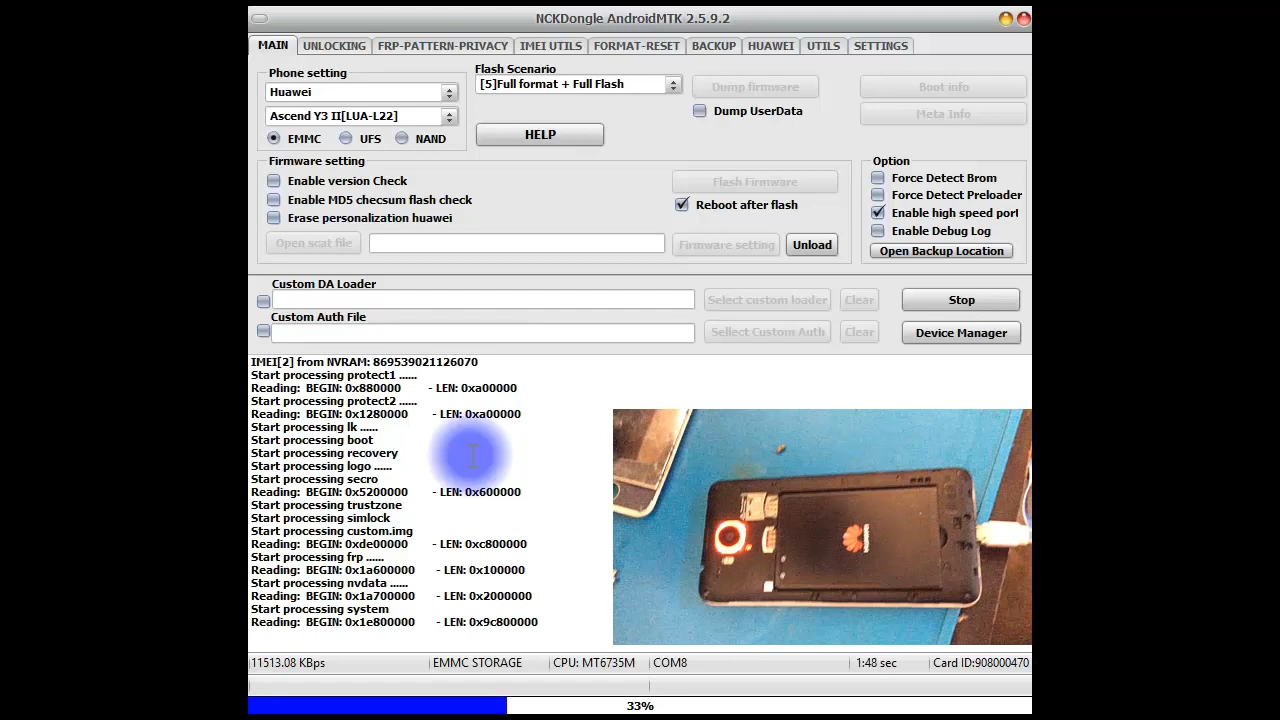 NCKDongle AndroidMTK 2.5.9.2
MAIN UNLOCKING FRP-PATTERN-PRIVACY IMEI UTILS FORMAT-RESET BACKUP HUAWEI UTILS SETTINGS
Phone setting
Huawei
Ascend Y3 II[LUA-L22]
EMMC UFS NAND
Flash Scenario
[5]Full format + Full Flash
HELP
Dump firmware
Dump UserData
Boot info
Meta Info
Firmware setting
Enable version Check
Enable MD5 checsum flash check
Erase personalization huawei
Flash Firmware
Reboot after flash
Open scat file
Firmware setting
Unload
Option
Force Detect Brom
Force Detect Preloader
Enable high speed port
Enable Debug Log
Open Backup Location
Custom DA Loader
Select custom loader Clear
Stop
Custom Auth File
Sellect Custom Auth Clear
Device Manager
IMEI[2] from NVRAM: 869539021126070
Start processing protect1 ......
Reading: BEGIN: 0x880000 - LEN: 0xa00000
Start processing protect2 ......
Reading: BEGIN: 0x1280000 - LEN: 0xa00000
Start processing lk ......
Start processing boot
Start processing recovery
Start processing logo ......
Start processing secro
Reading: BEGIN: 0x5200000 - LEN: 0x600000
Start processing trustzone
Start processing simlock
Start processing custom.img
Reading: BEGIN: 0xde00000 - LEN: 0xc800000
Start processing frp ......
Reading: BEGIN: 0x1a600000 - LEN: 0x100000
Start processing nvdata ......
Reading: BEGIN: 0x1a700000 - LEN: 0x2000000
Start processing system
Reading: BEGIN: 0x1e800000 - LEN: 0x9c800000
11513.08 KBps EMMC STORAGE CPU: MT6735M COM8 1:48 sec Card ID:908000470
33%